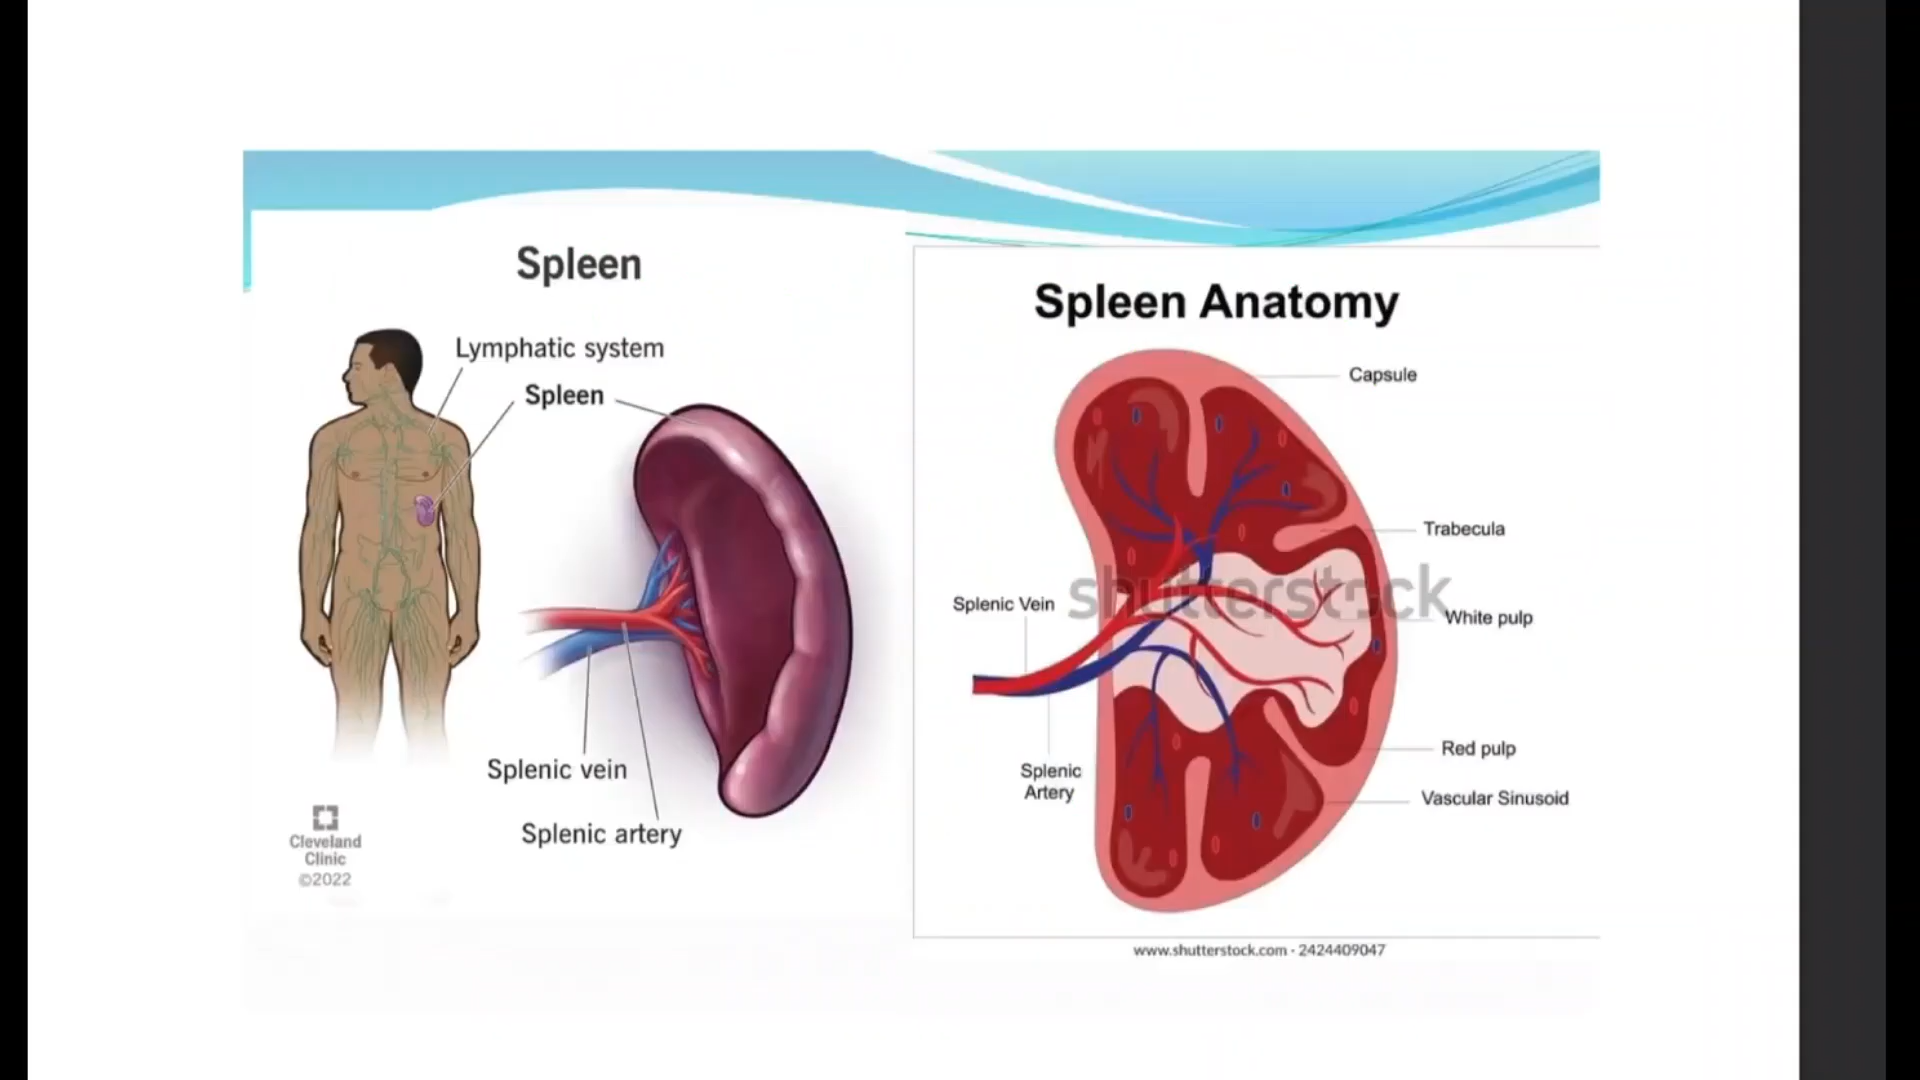 Spleen
Lymphatic system
Spleen
Splenic vein
Splenic artery
Cleveland
Clinic
©2022
Spleen Anatomy
Capsule
Trabecula
Splenic Vein
shutterstock
White pulp
Red pulp
Splenic
Artery
Vascular Sinusoid
www.shutterstock.com · 2424409047